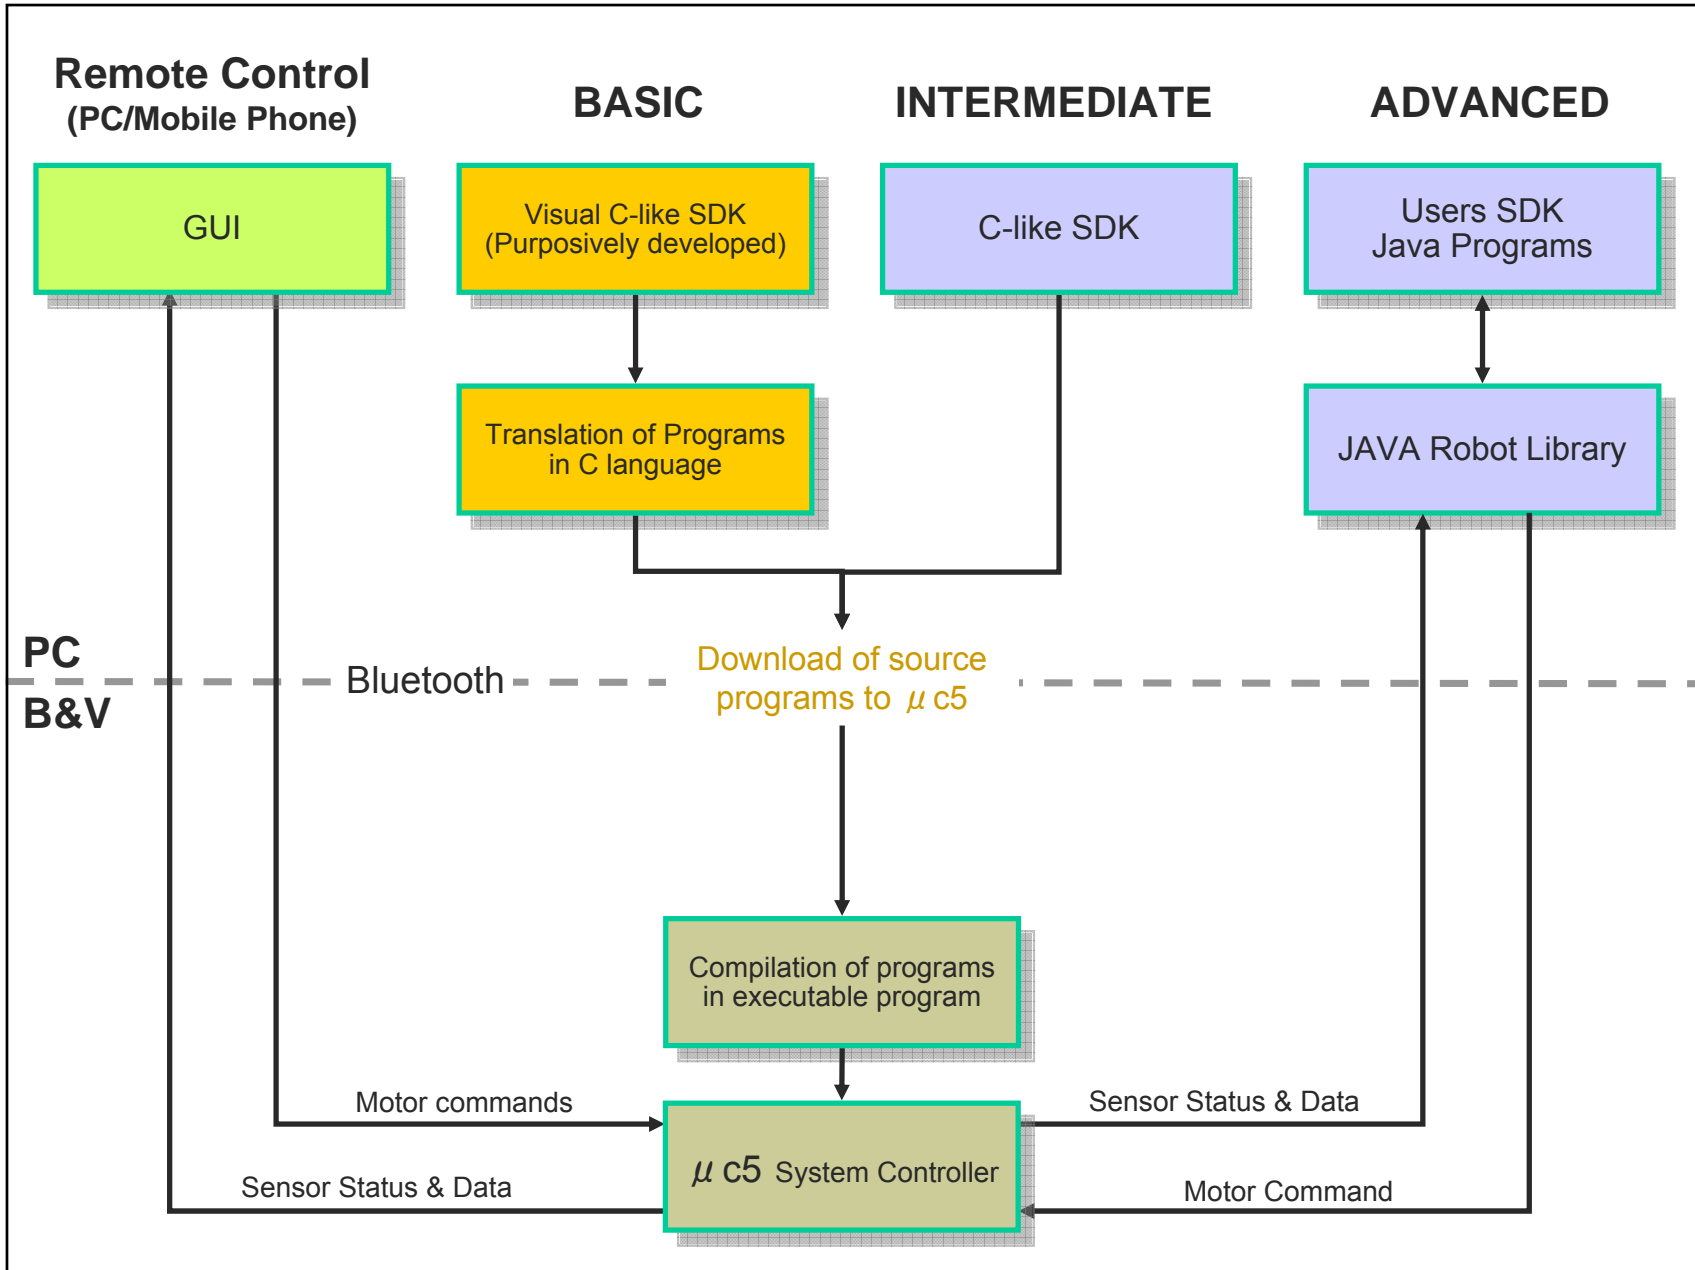 Remote Control
(PC/Mobile Phone)
BASIC
INTERMEDIATE
ADVANCED
GUI
Visual C-like SDK
(Purposively developed)
C-like SDK
Users SDK
Java Programs
Translation of Programs
in C language
JAVA Robot Library
PC
Bluetooth
B&V
Download of source
programs to μc5
Compilation of programs
in executable program
Motor commands
Sensor Status & Data
μc5 System Controller
Sensor Status & Data
Motor Command